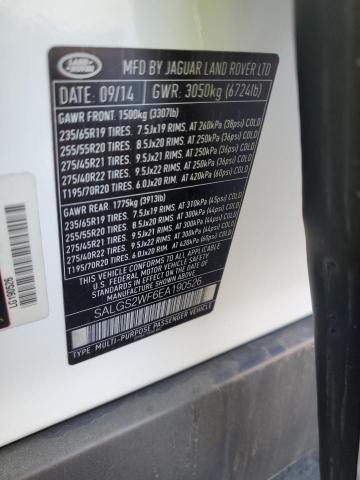 LAND ROVER
MFD BY JAGUAR LAND ROVER LTD
DATE: 09/14 GWR: 3050kg (6724lb)
GAWR FRONT: 1500kg (3307lb)
235/65R19 TIRES. 7.5Jx19 RIMS. AT 260kPa (38psi) COLD
255/55R20 TIRES. 8.5Jx20 RIMS. AT 250kPa (36psi) COLD
275/45R21 TIRES. 9.5Jx21 RIMS. AT 250kPa (36psi) COLD
275/40R22 TIRES. 9.5Jx22 RIMS. AT 250kPa (36psi) COLD
T195/70R20 TIRES. 6.0Jx20 RIMS. AT 420kPa (60psi) COLD
GAWR REAR: 1775kg (3913lb)
235/65R19 TIRES. 7.5Jx19 RIMS. AT 310kPa (45psi) COLD
255/55R20 TIRES. 8.5Jx20 RIMS. AT 300kPa (44psi) COLD
275/45R21 TIRES. 9.5Jx21 RIMS. AT 300kPa (44psi) COLD
275/40R22 TIRES. 9.5Jx22 RIMS. AT 300kPa (44psi) COLD
T195/70R20 TIRES. 6.0Jx20 RIMS. AT 420kPa (60psi) COLD
THIS VEHICLE CONFORMS TO ALL APPLICABLE
U.S. FEDERAL MOTOR VEHICLE SAFETY
STANDARDS IN EFFECT ON THE DATE OF
MANUFACTURE SHOWN ABOVE.
SALGS2WF6EA190526
TYPE: MULTI-PURPOSE PASSENGER VEHICLE
LG190526